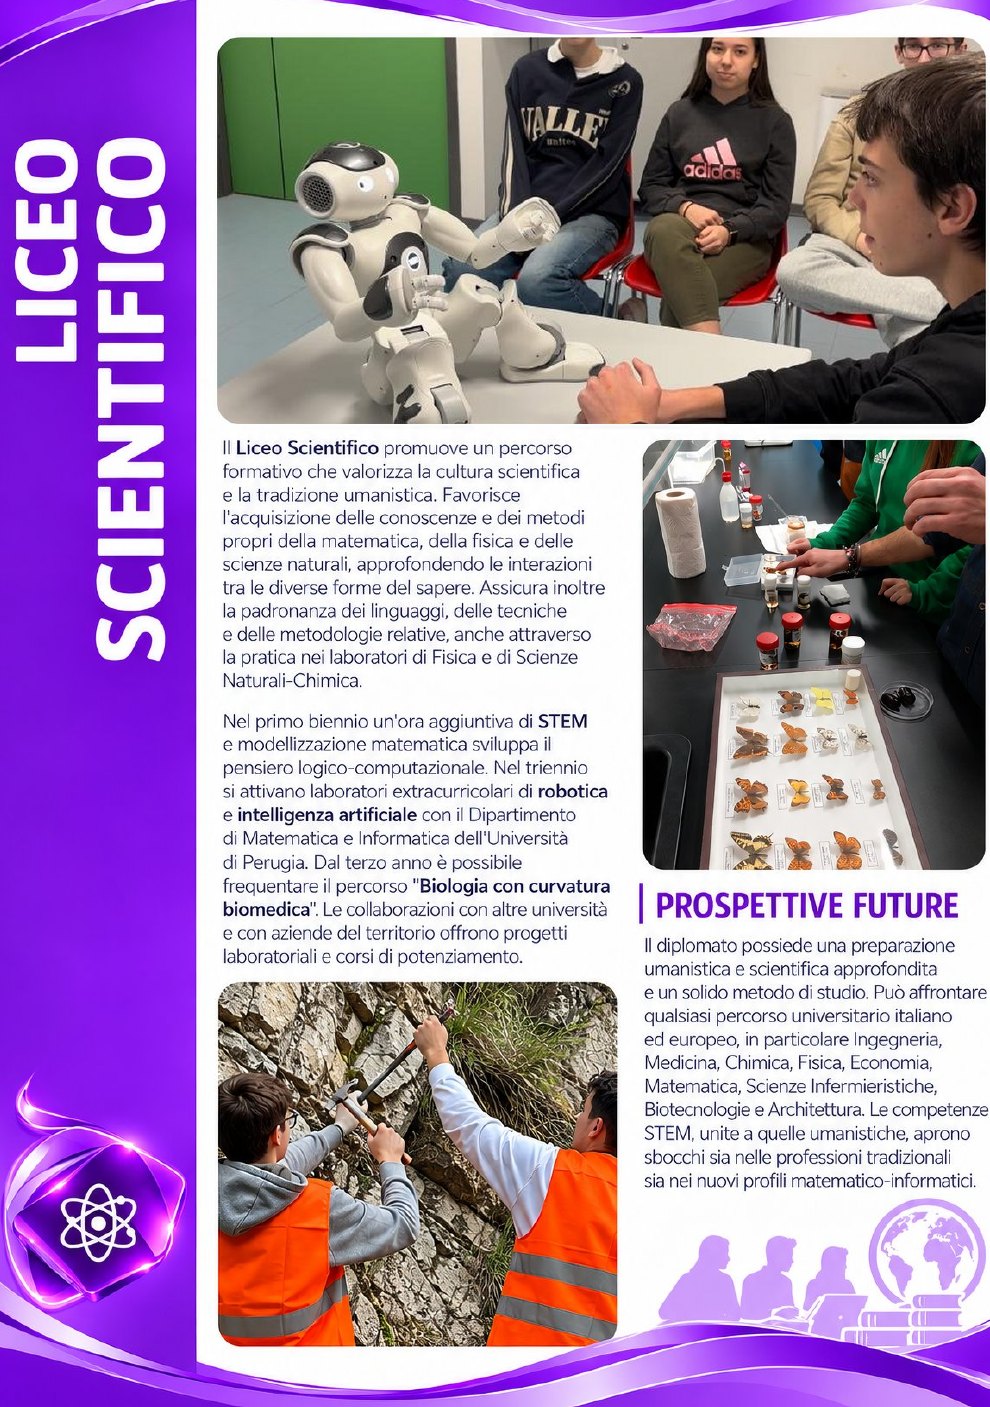 LICEO
SCIENTIFICO
VALLEY
unites
adidas
Il Liceo Scientifico promuove un percorso
formativo che valorizza la cultura scientifica
e la tradizione umanistica. Favorisce
l'acquisizione delle conoscenze e dei metodi
propri della matematica, della fisica e delle
scienze naturali, approfondendo le interazioni
tra le diverse forme del sapere. Assicura inoltre
la padronanza dei linguaggi, delle tecniche
e delle metodologie relative, anche attraverso
la pratica nei laboratori di Fisica e di Scienze
Naturali-Chimica.
Nel primo biennio un'ora aggiuntiva di STEM
e modellizzazione matematica sviluppa il
pensiero logico-computazionale. Nel triennio
si attivano laboratori extracurricolari di robotica
e intelligenza artificiale con il Dipartimento
di Matematica e Informatica dell'Università
di Perugia. Dal terzo anno è possibile
frequentare il percorso "Biologia con curvatura
biomedica". Le collaborazioni con altre università
e con aziende del territorio offrono progetti
laboratoriali e corsi di potenziamento.
PROSPETTIVE FUTURE
Il diplomato possiede una preparazione
umanistica e scientifica approfondita
e un solido metodo di studio. Può affrontare
qualsiasi percorso universitario italiano
ed europeo, in particolare Ingegneria,
Medicina, Chimica, Fisica, Economia,
Matematica, Scienze Infermieristiche,
Biotecnologie e Architettura. Le competenze
STEM, unite a quelle umanistiche, aprono
sbocchi sia nelle professioni tradizionali
sia nei nuovi profili matematico-informatici.